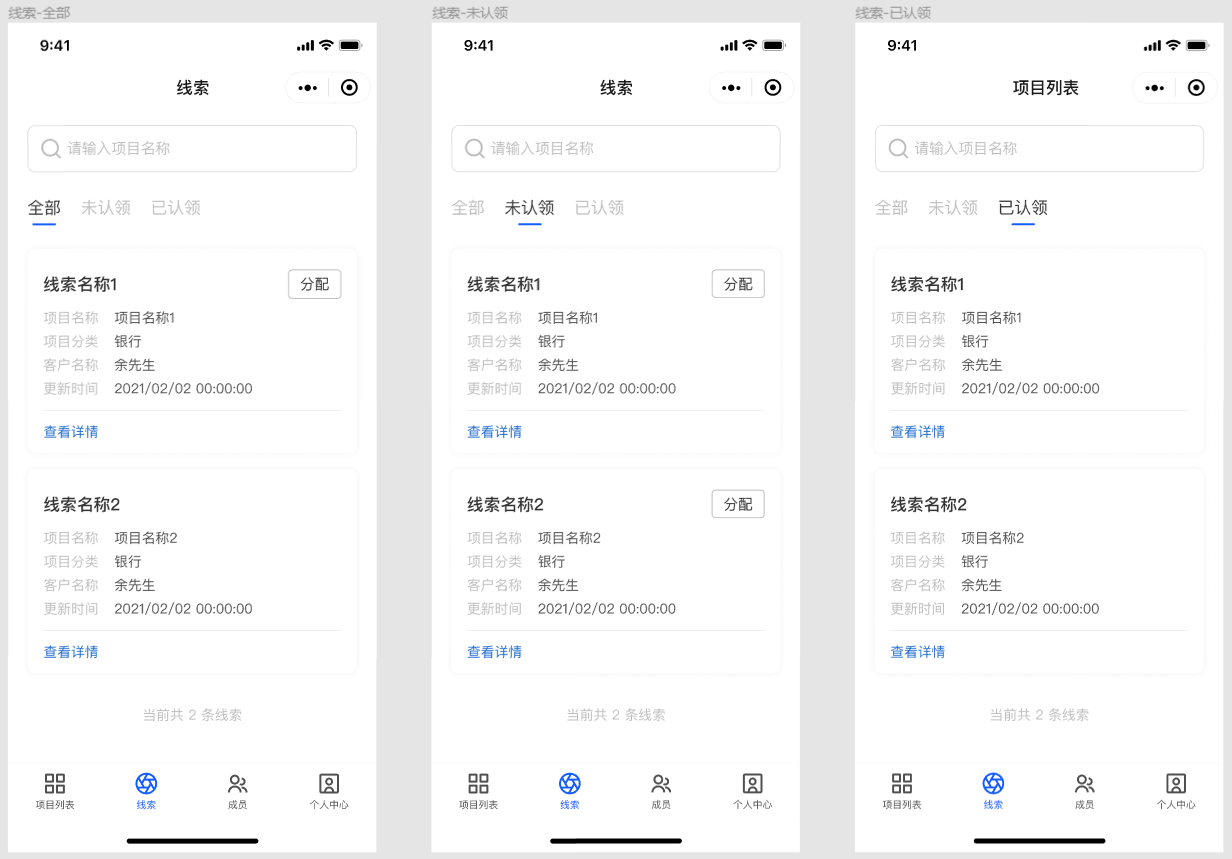 线索-全部
9:41
线索
请输入项目名称
全部 未认领 已认领
线索名称1
分配
项目名称 项目名称1
项目分类 银行
客户名称 余先生
更新时间 2021/02/02 00:00:00
查看详情
线索名称2
项目名称 项目名称2
项目分类 银行
客户名称 余先生
更新时间 2021/02/02 00:00:00
查看详情
当前共 2 条线索
项目列表 线索 成员 个人中心
线索-未认领
9:41
线索
请输入项目名称
全部 未认领 已认领
线索名称1
分配
项目名称 项目名称1
项目分类 银行
客户名称 余先生
更新时间 2021/02/02 00:00:00
查看详情
线索名称2
分配
项目名称 项目名称2
项目分类 银行
客户名称 余先生
更新时间 2021/02/02 00:00:00
查看详情
当前共 2 条线索
项目列表 线索 成员 个人中心
线索-已认领
9:41
项目列表
请输入项目名称
全部 未认领 已认领
线索名称1
项目名称 项目名称1
项目分类 银行
客户名称 余先生
更新时间 2021/02/02 00:00:00
查看详情
线索名称2
项目名称 项目名称2
项目分类 银行
客户名称 余先生
更新时间 2021/02/02 00:00:00
查看详情
当前共 2 条线索
项目列表 线索 成员 个人中心